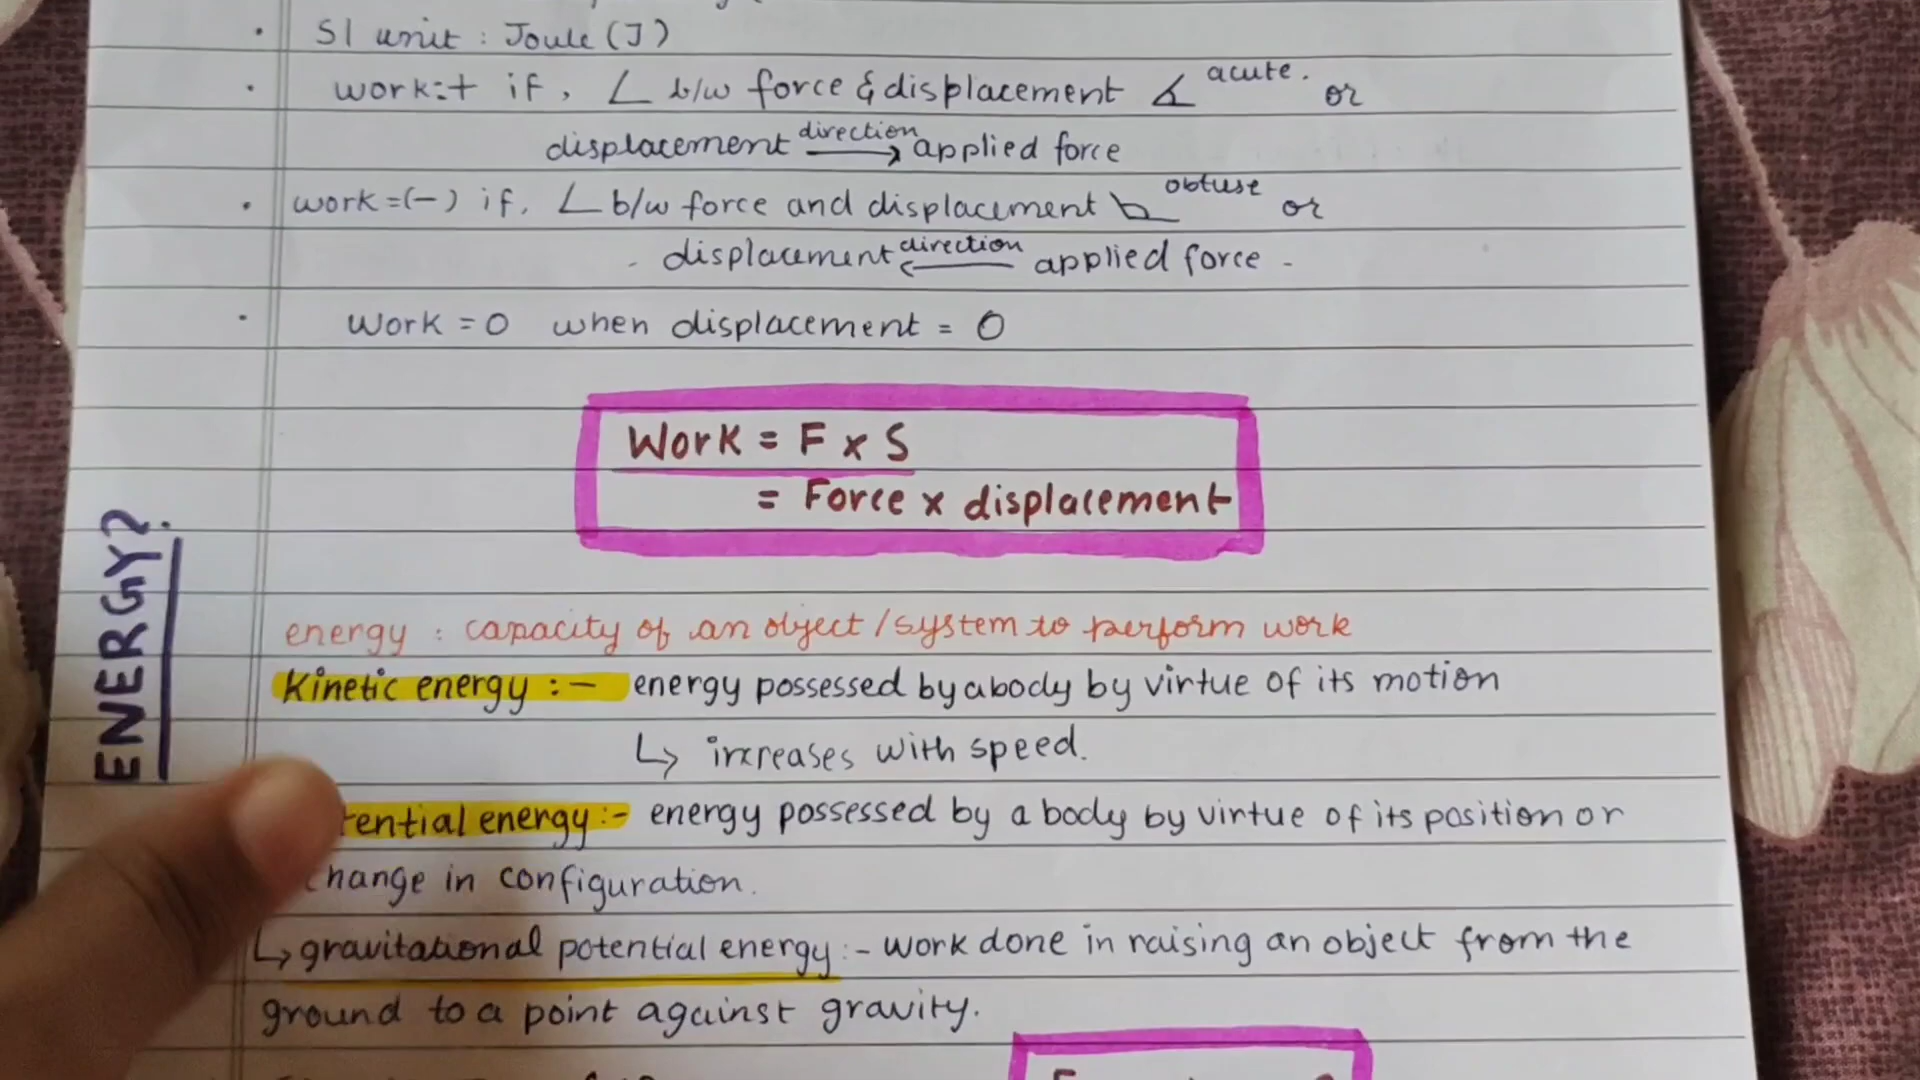 SI unit : Joule (J)
work:+ if, ∠ b/w force & displacement acute. or
displacement direction→ applied force
work=(-) if, ∠ b/w force and displacement obtuse or
displacement ←direction applied force.
Work = 0 when displacement = 0
Work = F x S
= Force x displacement
ENERGY?
energy : capacity of an object/system to perform work
Kinetic energy :- energy possessed by a body by virtue of its motion
↳ increases with speed.
tential energy :- energy possessed by a body by virtue of its position or
hange in configuration.
↳ gravitational potential energy :- work done in raising an object from the
ground to a point against gravity.